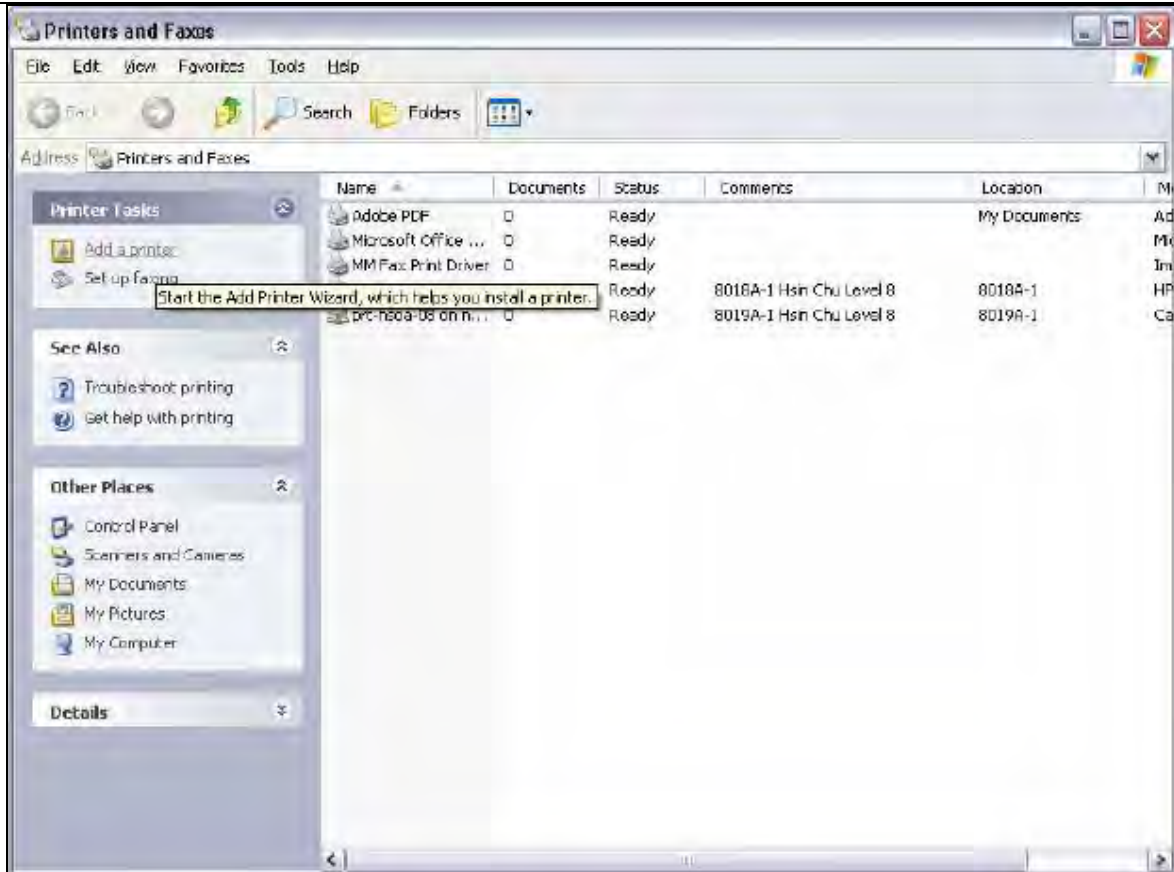 Printers and Faxes
File Edit View Favorites Tools Help
Back Search Folders
Address Printers and Faxes
Printer Tasks
Add a printer
Set up faxing
Start the Add Printer Wizard, which helps you install a printer.
See Also
Troubleshoot printing
Get help with printing
Other Places
Control Panel
Scanners and Cameras
My Documents
My Pictures
My Computer
Details
Name Documents Status Comments Location
Adobe PDF 0 Ready My Documents Ad
Microsoft Office ... 0 Ready Mi
MM Fax Print Driver 0 Ready Im
Ready 8018A-1 Hsin Chu Level 8 8018A-1 HP
0 Ready 8019A-1 Hsin Chu Level 8 8019A-1 Ca